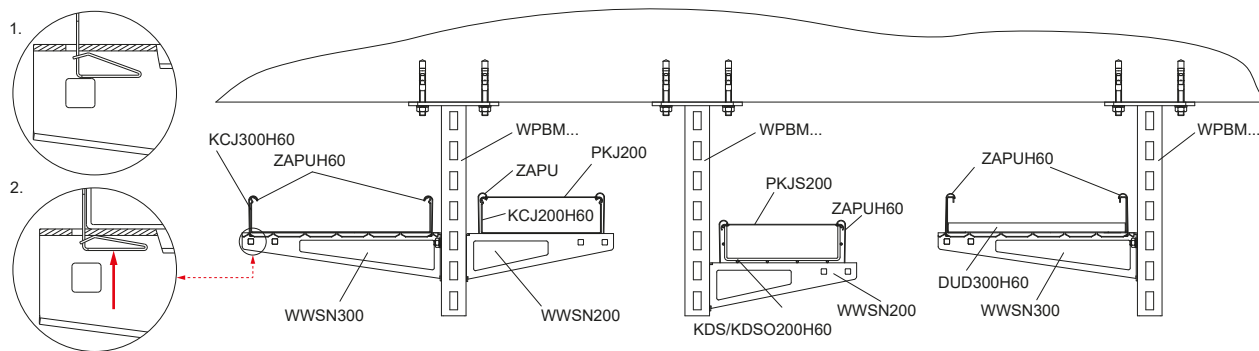 1.
2.
KCJ300H60
ZAPUH60
WPBM...
ZAPU
PKJ200
KCJ200H60
WWSN300
WWSN200
WPBM...
PKJS200
ZAPUH60
WWSN200
KDS/KDSO200H60
ZAPUH60
WPBM...
DUD300H60
WWSN300